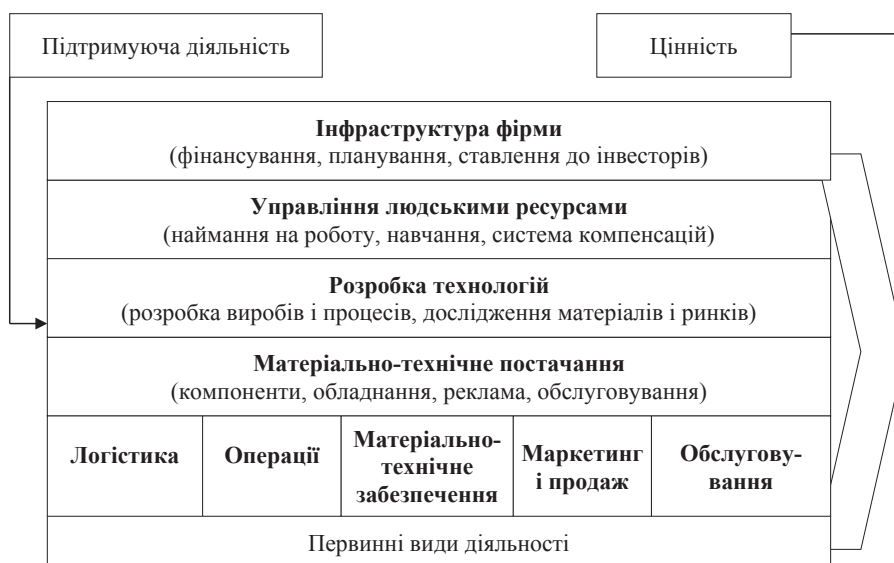 Підтримуюча діяльність
Цінність
Інфраструктура фірми
(фінансування, планування, ставлення до інвесторів)
Управління людськими ресурсами
(наймання на роботу, навчання, система компенсацій)
Розробка технологій
(розробка виробів і процесів, дослідження матеріалів і ринків)
Матеріально-технічне постачання
(компоненти, обладнання, реклама, обслуговування)
Логістика
Операції
Матеріально-
технічне
забезпечення
Маркетинг
і продаж
Обслугову-
вання
Первинні види діяльності